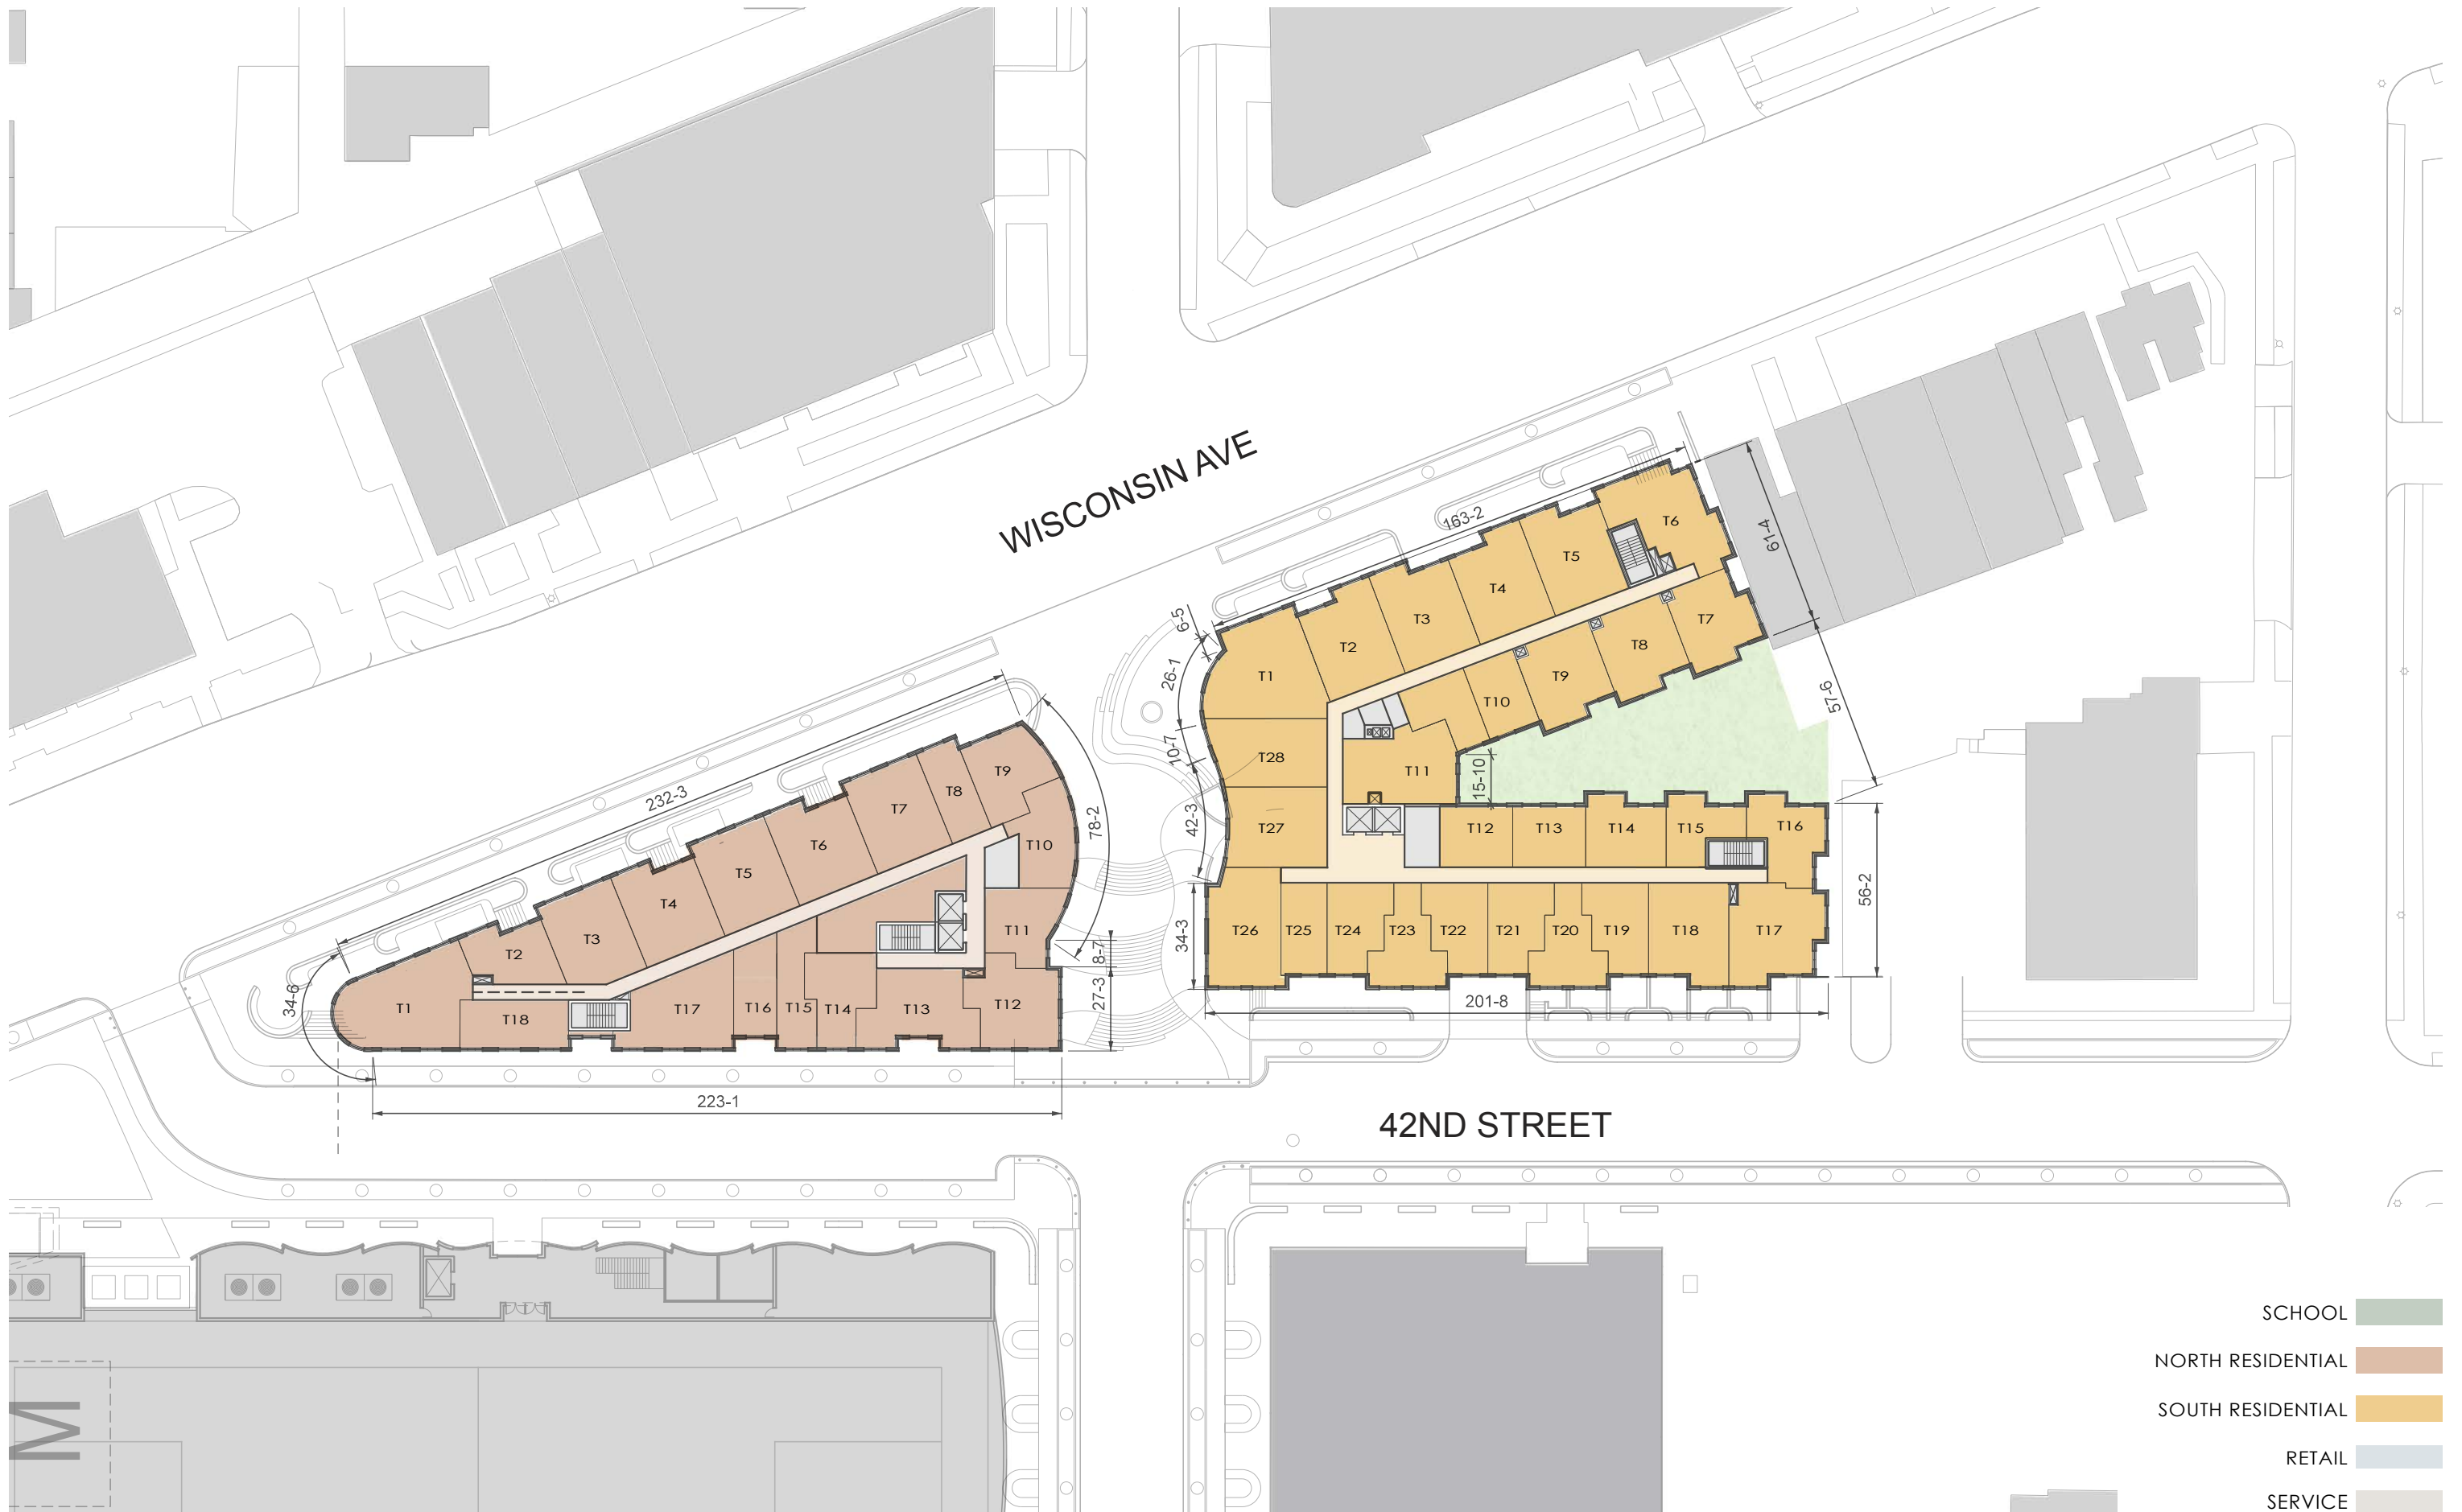 WISCONSIN AVE
163-2
T6
61-4
T5
T4
T3
T2
T1
6-5
26-1
T7
T8
T9
T10
57-6
10-7
T28
T11
15-10
42-3
T27
T12
T13
T14
T15
T16
56-2
34-3
T26
T25
T24
T23
T22
T21
T20
T19
T18
T17
201-8
232-3
T9
T8
T7
T6
T5
T4
T3
T2
T1
78-2
T10
T11
8-7
27-3
T12
T13
T14
T15
T16
T17
T18
34-6
223-1
42ND STREET
M
SCHOOL
NORTH RESIDENTIAL
SOUTH RESIDENTIAL
RETAIL
SERVICE